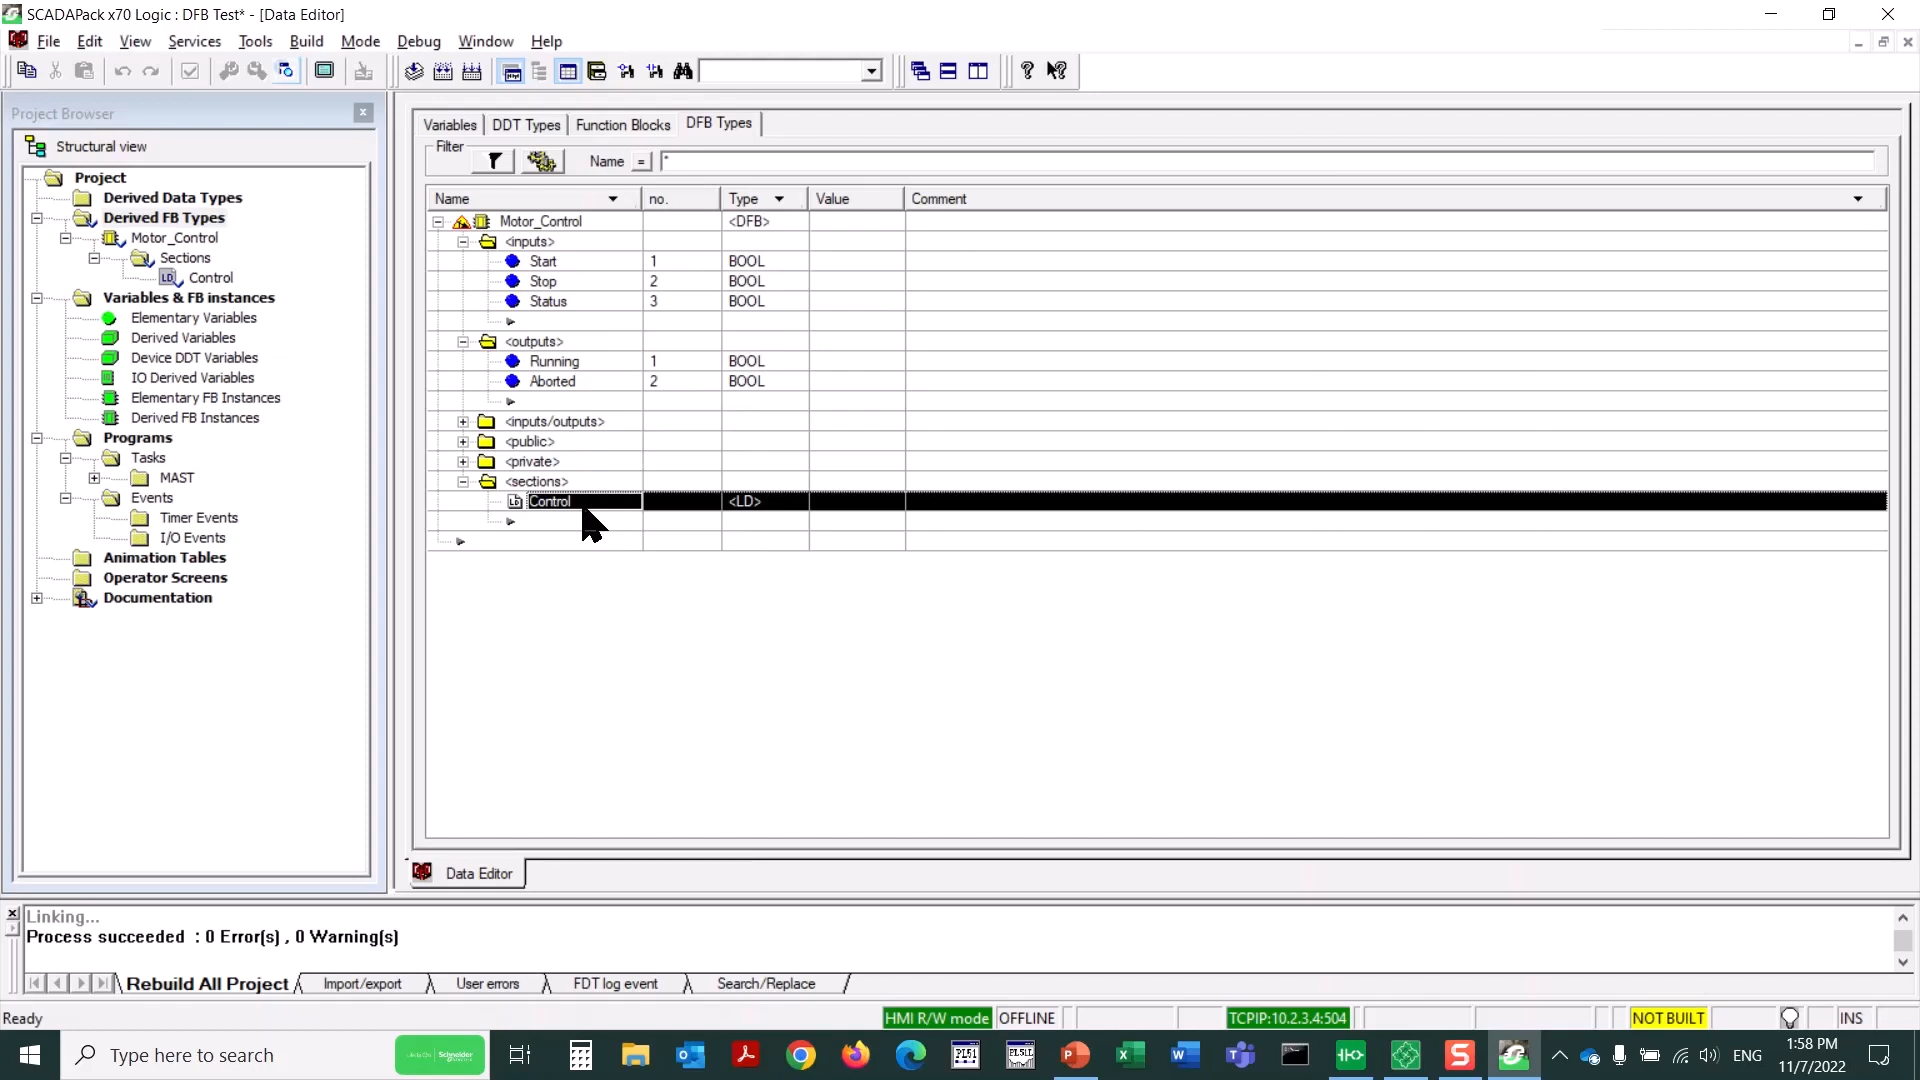 SCADAPack x70 Logic : DFB Test* - [Data Editor]
File Edit View Services Tools Build Mode Debug Window Help
Project Browser
Structural view
Project
Derived Data Types
Derived FB Types
Motor_Control
Sections
LD Control
Variables & FB instances
Elementary Variables
Derived Variables
Device DDT Variables
IO Derived Variables
Elementary FB Instances
Derived FB Instances
Programs
Tasks
MAST
Events
Timer Events
I/O Events
Animation Tables
Operator Screens
Documentation
Variables DDT Types Function Blocks DFB Types
Filter
Name = *
Name no. Type Value Comment
Motor_Control <DFB>
<inputs>
Start 1 BOOL
Stop 2 BOOL
Status 3 BOOL
<outputs>
Running 1 BOOL
Aborted 2 BOOL
<inputs/outputs>
<public>
<private>
<sections>
LD Control <LD>
Data Editor
Linking...
Process succeeded : 0 Error(s) , 0 Warning(s)
Rebuild All Project Import/export User errors FDT log event Search/Replace
Ready HMI R/W mode OFFLINE TCPIP:10.2.3.4:504 NOT BUILT INS
Type here to search
Schneider
ENG
1:58 PM
11/7/2022